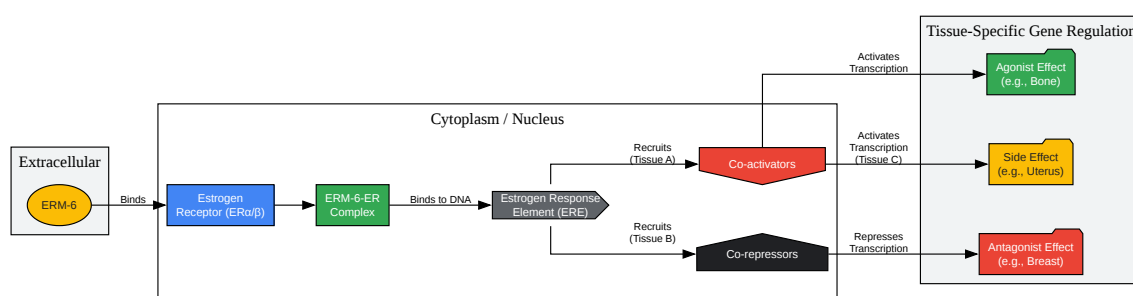 Tissue-Specific Gene Regulation
Activates
Transcription
Agonist Effect
(e.g., Bone)
Cytoplasm / Nucleus
Extracellular
ERM-6
Binds
Estrogen
Receptor (ERα/β)
ERM-6-ER
Complex
Binds to DNA
Estrogen Response
Element (ERE)
Recruits
(Tissue A)
Co-activators
Activates
Transcription
(Tissue C)
Side Effect
(e.g., Uterus)
Recruits
(Tissue B)
Co-repressors
Represses
Transcription
Antagonist Effect
(e.g., Breast)